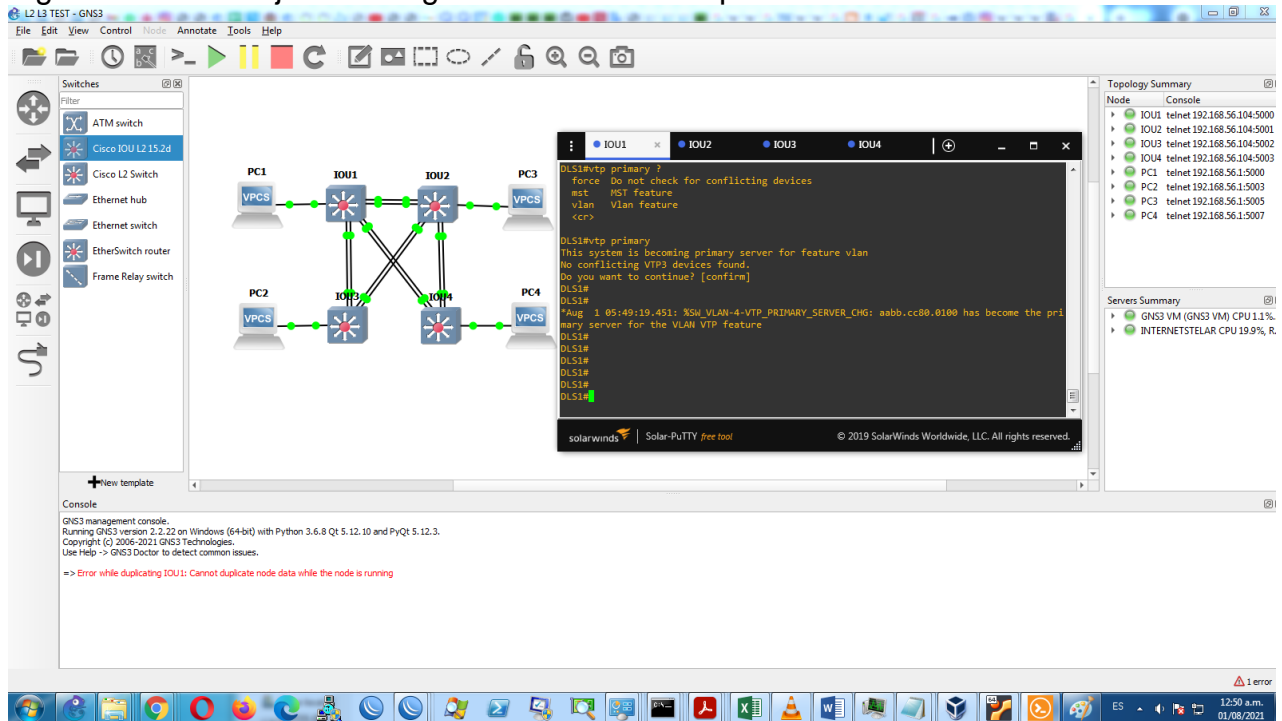 L2 L3 TEST - GNS3
File Edit View Control Node Annotate Tools Help
Switches
Filter
ATM switch
Cisco IOU L2 15.2d
Cisco L2 Switch
Ethernet hub
Ethernet switch
EtherSwitch router
Frame Relay switch
New template
PC1
IOU1
IOU2
PC3
VPCS
VPCS
PC2
IOU3
IOU4
PC4
VPCS
VPCS
IOU1 × IOU2 IOU3 IOU4
DLS1#vtp primary ?
force Do not check for conflicting devices
mst MST feature
vlan Vlan feature
<cr>
DLS1#vtp primary
This system is becoming primary server for feature vlan
No conflicting VTP3 devices found.
Do you want to continue? [confirm]
DLS1#
DLS1#
*Aug 1 05:49:19.451: %SW_VLAN-4-VTP_PRIMARY_SERVER_CHG: aabb.cc80.0100 has become the pri
mary server for the VLAN VTP feature
DLS1#
DLS1#
DLS1#
DLS1#
DLS1#
DLS1#
solarwinds Solar-PuTTY free tool © 2019 SolarWinds Worldwide, LLC. All rights reserved.
Topology Summary
Node Console
IOU1 telnet 192.168.56.104:5000
IOU2 telnet 192.168.56.104:5001
IOU3 telnet 192.168.56.104:5002
IOU4 telnet 192.168.56.104:5003
PC1 telnet 192.168.56.1:5000
PC2 telnet 192.168.56.1:5003
PC3 telnet 192.168.56.1:5005
PC4 telnet 192.168.56.1:5007
Servers Summary
GNS3 VM (GNS3 VM) CPU 1.1%.
INTERNETSTELAR CPU 19.9%, R.
Console
GNS3 management console.
Running GNS3 version 2.2.22 on Windows (64-bit) with Python 3.6.8 Qt 5.12.10 and PyQt 5.12.3.
Copyright (c) 2006-2021 GNS3 Technologies.
Use Help -> GNS3 Doctor to detect common issues.
=> Error while duplicating IOU1: Cannot duplicate node data while the node is running
1 error
ES
12:50 a.m.
01/08/2021